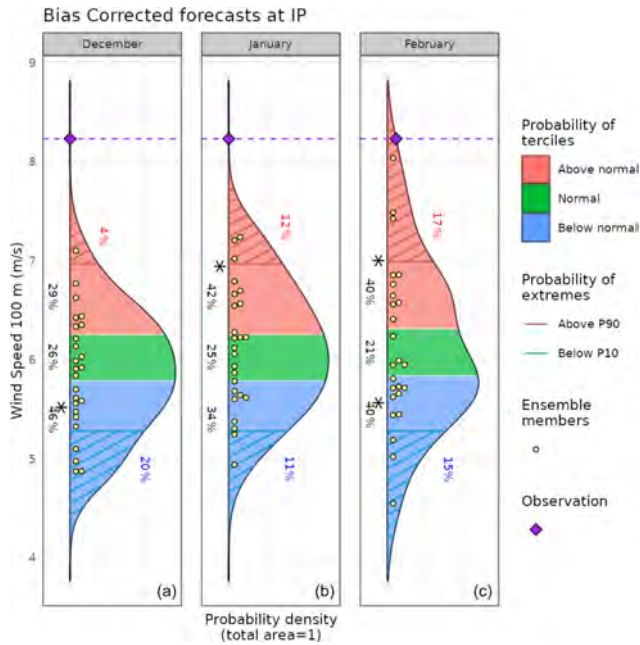 Bias Corrected forecasts at IP
December
January
February
Wind Speed 100 m (m/s)
9
8
7
6
5
4
4%
29%
26%
46%
20%
(a)
12%
42%
25%
34%
11%
(b)
17%
40%
21%
40%
15%
(c)
Probability density
(total area=1)
Probability of
terciles
Above normal
Normal
Below normal
Probability of
extremes
Above P90
Below P10
Ensemble
members
Observation